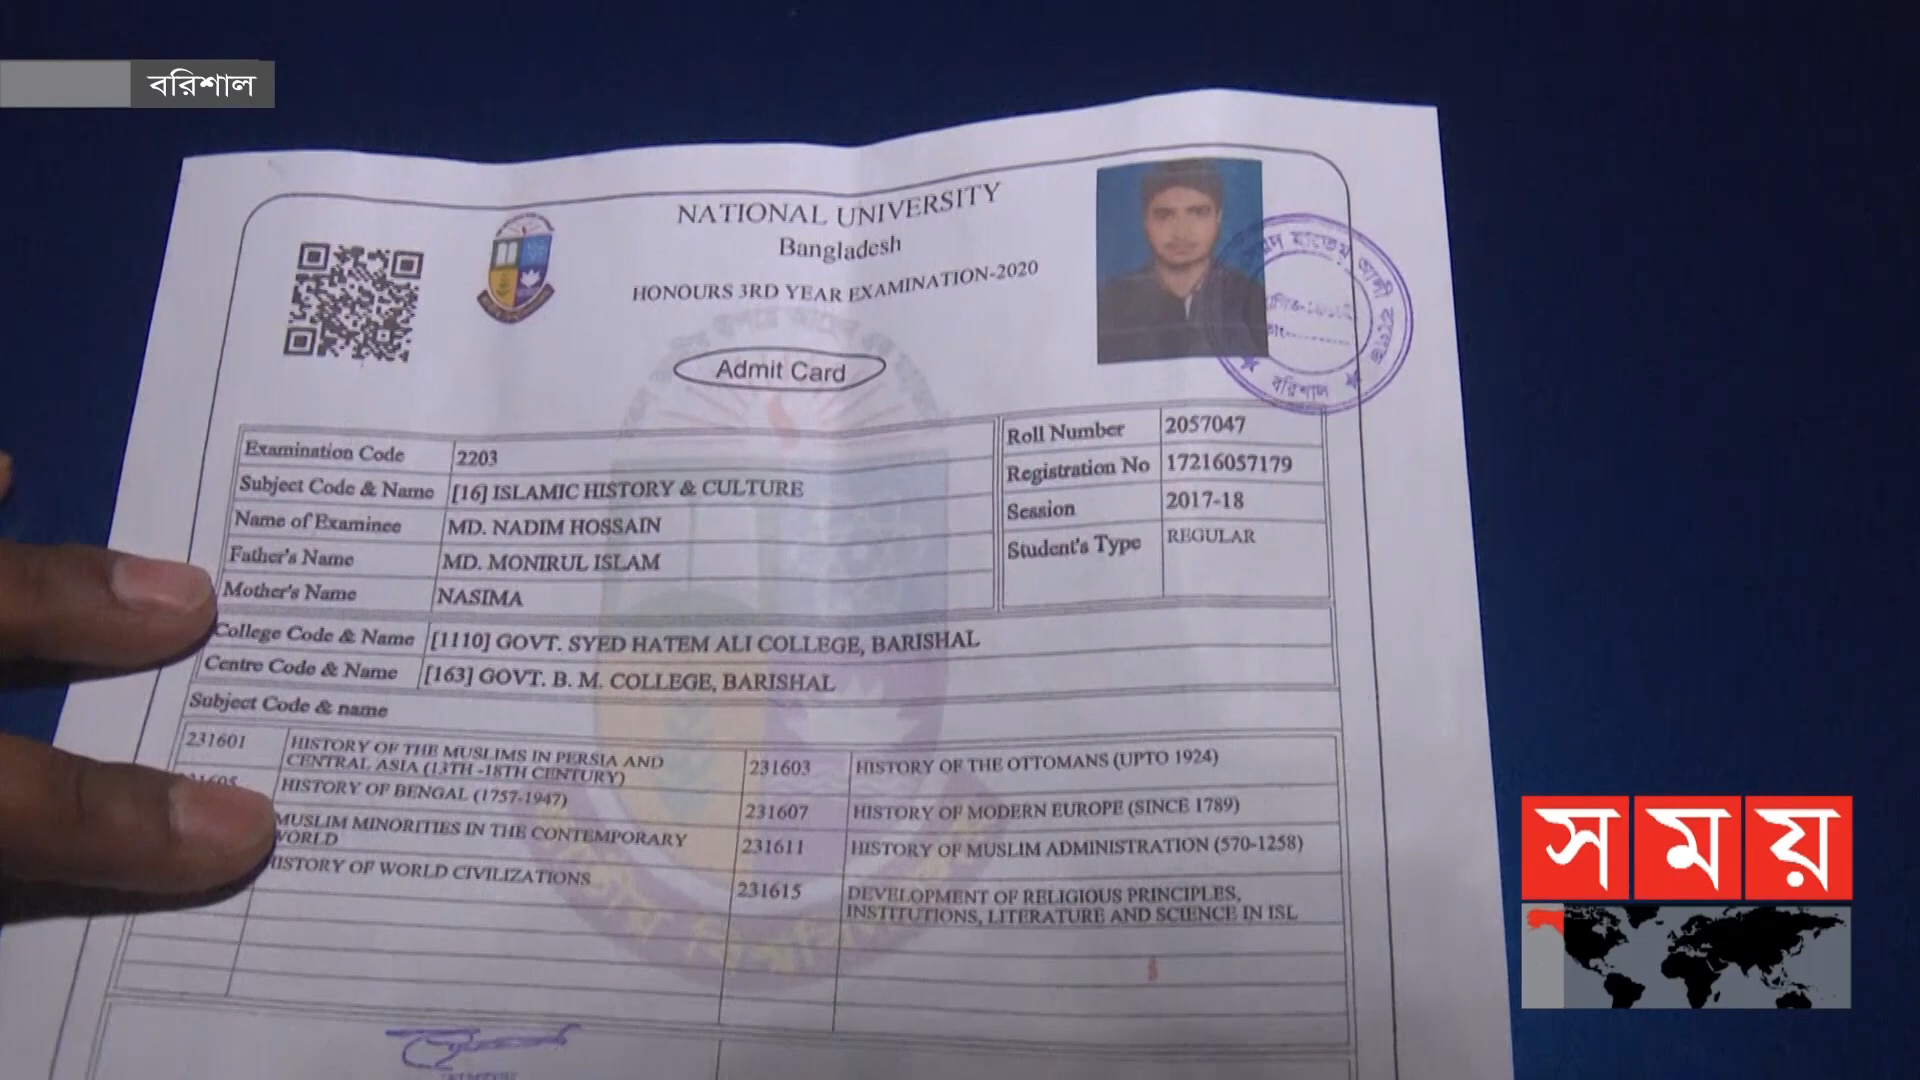 বরিশাল
NATIONAL UNIVERSITY
Bangladesh
HONOURS 3RD YEAR EXAMINATION-2020
Admit Card
হাতেম আলী
বরিশাল
Examination Code 2203
Subject Code & Name [16] ISLAMIC HISTORY & CULTURE
Name of Examinee MD. NADIM HOSSAIN
Father's Name MD. MONIRUL ISLAM
Mother's Name NASIMA
Roll Number 2057047
Registration No 17216057179
Session 2017-18
Student's Type REGULAR
College Code & Name [1110] GOVT. SYED HATEM ALI COLLEGE, BARISHAL
Centre Code & Name [163] GOVT. B. M. COLLEGE, BARISHAL
Subject Code & name
231601 HISTORY OF THE MUSLIMS IN PERSIA AND
CENTRAL ASIA (13TH -18TH CENTURY)
231603 HISTORY OF THE OTTOMANS (UPTO 1924)
HISTORY OF BENGAL (1757-1947)
231607 HISTORY OF MODERN EUROPE (SINCE 1789)
MUSLIM MINORITIES IN THE CONTEMPORARY
WORLD
231611 HISTORY OF MUSLIM ADMINISTRATION (570-1258)
HISTORY OF WORLD CIVILIZATIONS
231615 DEVELOPMENT OF RELIGIOUS PRINCIPLES,
INSTITUTIONS, LITERATURE AND SCIENCE IN ISL
সময়